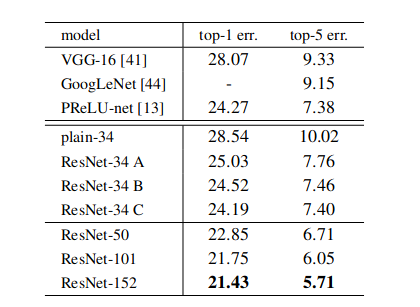 model top-1 err. top-5 err.
VGG-16 [41] 28.07 9.33
GoogLeNet [44] - 9.15
PReLU-net [13] 24.27 7.38
plain-34 28.54 10.02
ResNet-34 A 25.03 7.76
ResNet-34 B 24.52 7.46
ResNet-34 C 24.19 7.40
ResNet-50 22.85 6.71
ResNet-101 21.75 6.05
ResNet-152 21.43 5.71